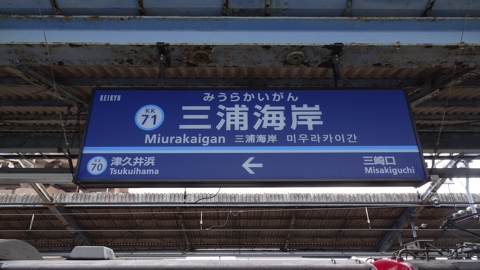 KEIKYU
みうらかいがん
KK
71
三浦海岸
Miurakaigan 三浦海岸 미우라카이간
KK
70
津久井浜
Tsukuihama
←
三崎口
Misakiguchi